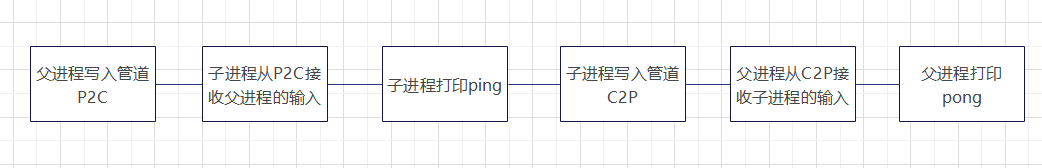 父进程写入管道
P2C
子进程从P2C接
收父进程的输入
子进程打印ping
子进程写入管道
C2P
父进程从C2P接
收子进程的输入
父进程打印
pong